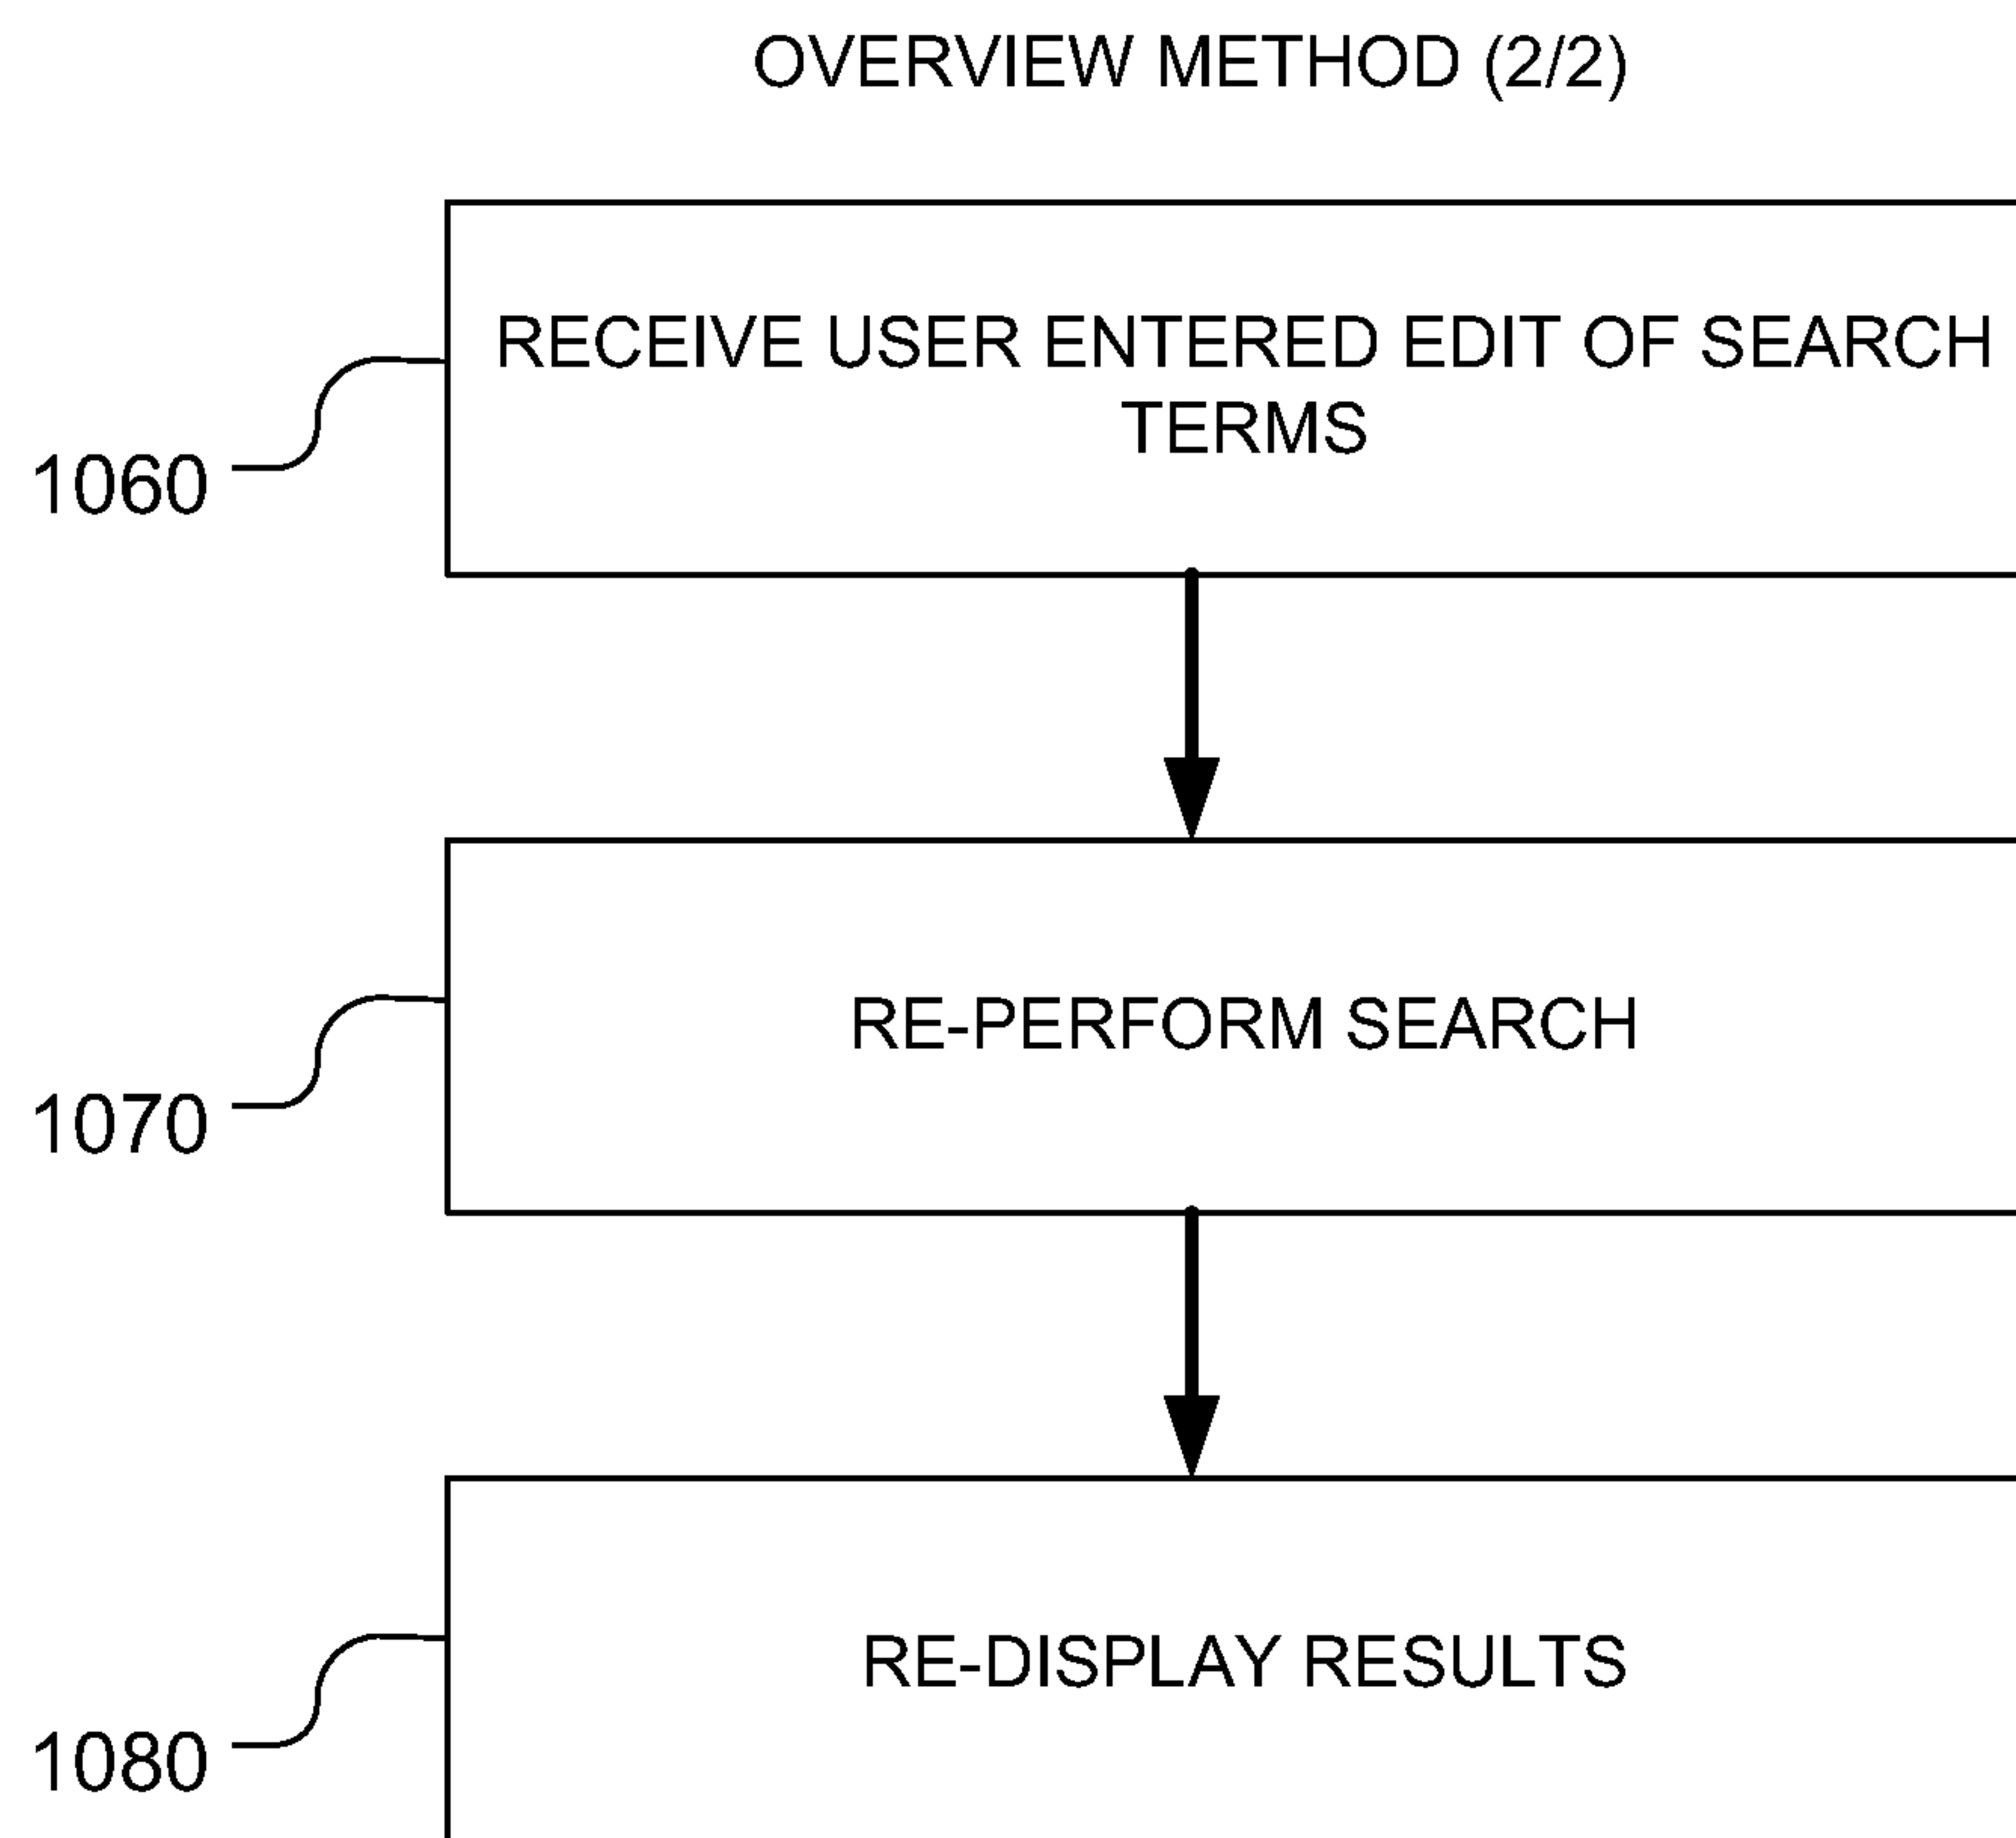 OVERVIEW METHOD (2/2)
RECEIVE USER ENTERED EDIT OF SEARCH
TERMS
1060
RE-PERFORM SEARCH
1070
RE-DISPLAY RESULTS
1080